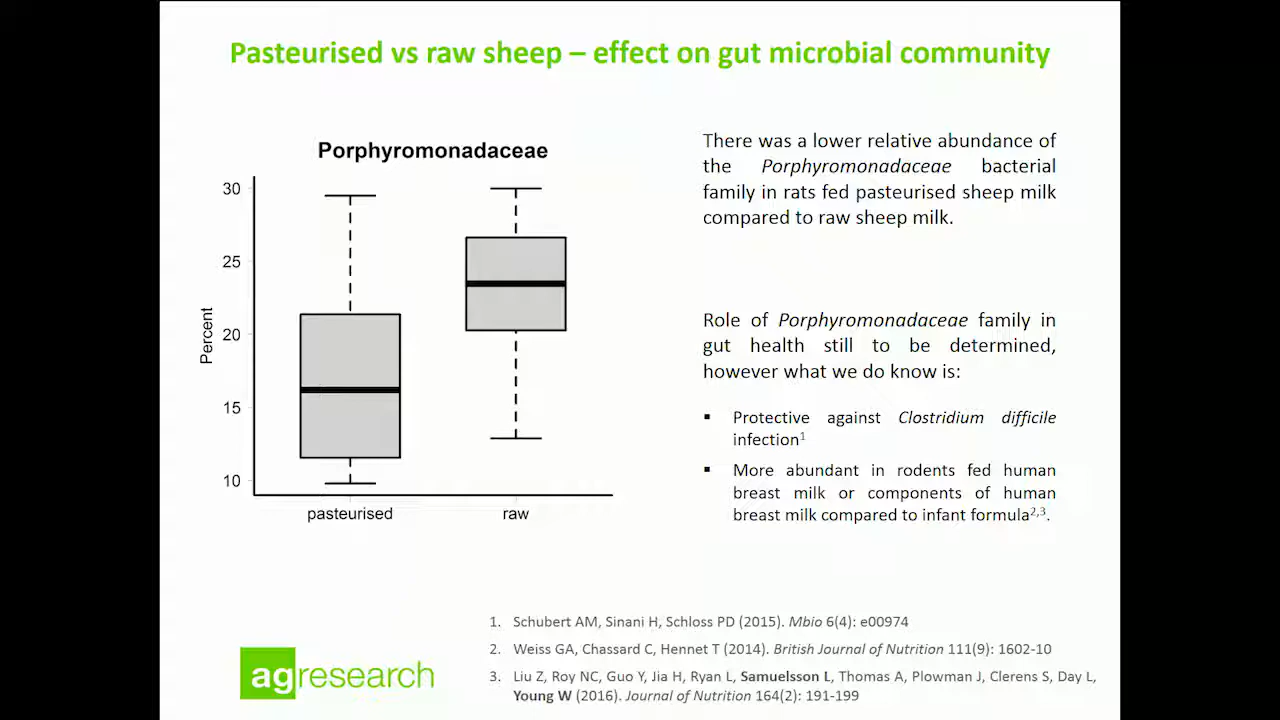 Pasteurised vs raw sheep – effect on gut microbial community
Porphyromonadaceae
30
25
20
15
10
Percent
pasteurised
raw
There was a lower relative abundance of
the Porphyromonadaceae bacterial
family in rats fed pasteurised sheep milk
compared to raw sheep milk.
Role of Porphyromonadaceae family in
gut health still to be determined,
however what we do know is:
▪ Protective against Clostridium difficile
infection1
▪ More abundant in rodents fed human
breast milk or components of human
breast milk compared to infant formula2,3.
1. Schubert AM, Sinani H, Schloss PD (2015). Mbio 6(4): e00974
2. Weiss GA, Chassard C, Hennet T (2014). British Journal of Nutrition 111(9): 1602-10
3. Liu Z, Roy NC, Guo Y, Jia H, Ryan L, Samuelsson L, Thomas A, Plowman J, Clerens S, Day L,
Young W (2016). Journal of Nutrition 164(2): 191-199
agresearch